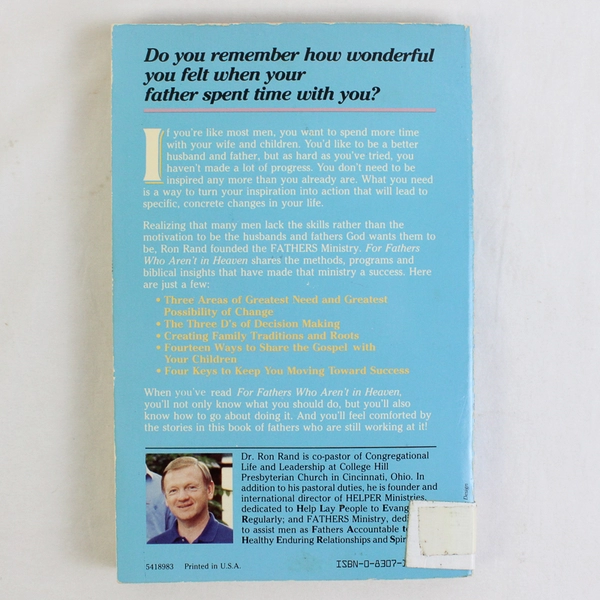 Do you remember how wonderful
you felt when your
father spent time with you?
If you're like most men, you want to spend more time
with your wife and children. You'd like to be a better
husband and father, but as hard as you've tried, you
haven't made a lot of progress. You don't need to be
inspired any more than you already are. What you need
is a way to turn your inspiration into action that will lead to
specific, concrete changes in your life.
Realizing that many men lack the skills rather than the
motivation to be the husbands and fathers God wants them to
be, Ron Rand founded the FATHERS Ministry. For Fathers
Who Aren't in Heaven shares the methods, programs and
biblical insights that have made that ministry a success. Here
are just a few:
• Three Areas of Greatest Need and Greatest
Possibility of Change
• The Three D's of Decision Making
• Creating Family Traditions and Roots
• Fourteen Ways to Share the Gospel with
Your Children
• Four Keys to Keep You Moving Toward Success
When you've read For Fathers Who Aren't in Heaven,
you'll not only know what you should do, but you'll also
know how to go about doing it. And you'll feel comforted by
the stories in this book of fathers who are still working at it!
Dr. Ron Rand is co-pastor of Congregational
Life and Leadership at College Hill
Presbyterian Church in Cincinnati, Ohio. In
addition to his pastoral duties, he is founder and
international director of HELPER Ministries,
dedicated to Help Lay People to Evang
Regularly; and FATHERS Ministry, ded
to assist men as Fathers Accountable t
Healthy Enduring Relationships and Spir
5418983 Printed in U.S.A.
ISBN-0-8307-1